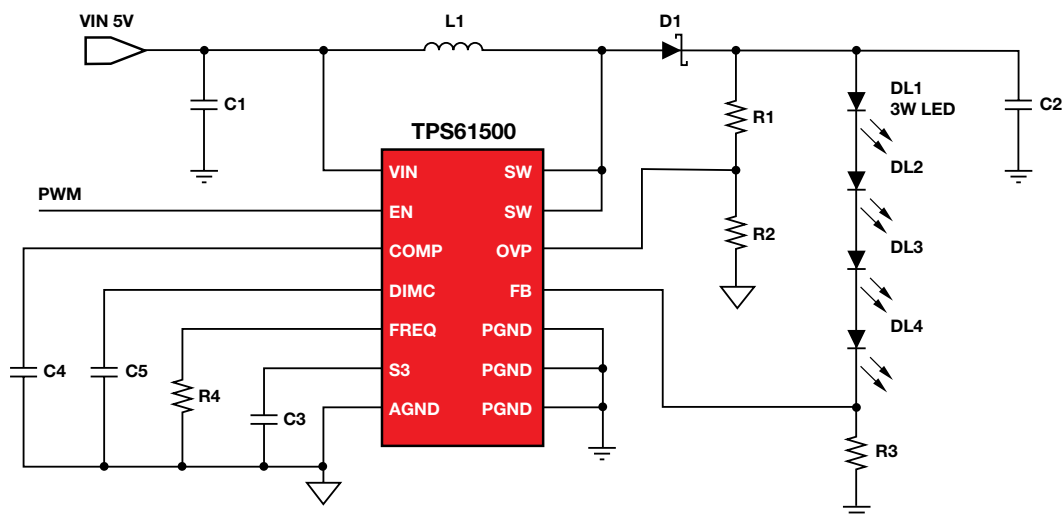 VIN 5V
L1
D1
C1
R1
DL1
3W LED
C2
TPS61500
VIN
SW
DL2
PWM
EN
SW
R2
COMP
OVP
DL3
DIMC
FB
FREQ
PGND
DL4
C4
C5
R4
S3
PGND
C3
AGND
PGND
R3